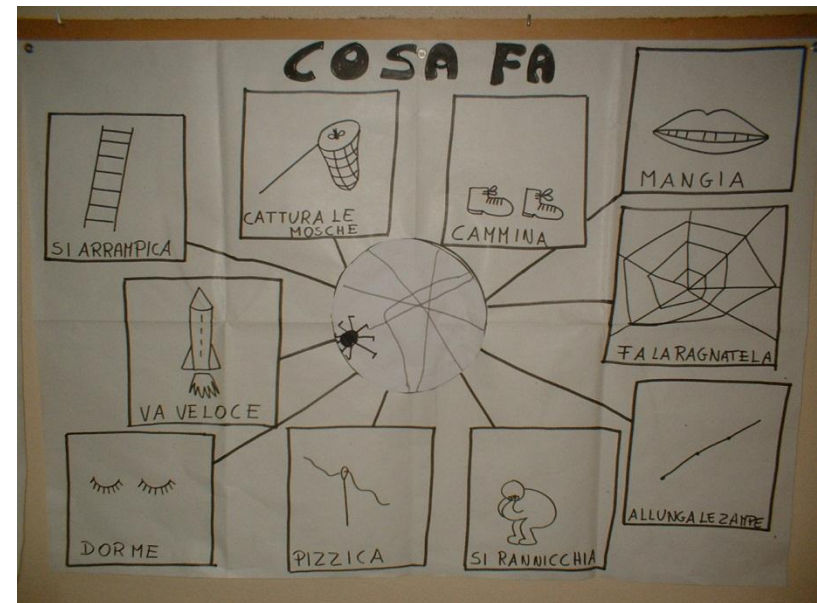 COSA FA
SI ARRAMPICA
CATTURA LE
MOSCHE
CAMMINA
MANGIA
VA VELOCE
FA LA RAGNATELA
DORME
PIZZICA
SI RANNICCHIA
ALLUNGA LE ZAMPE